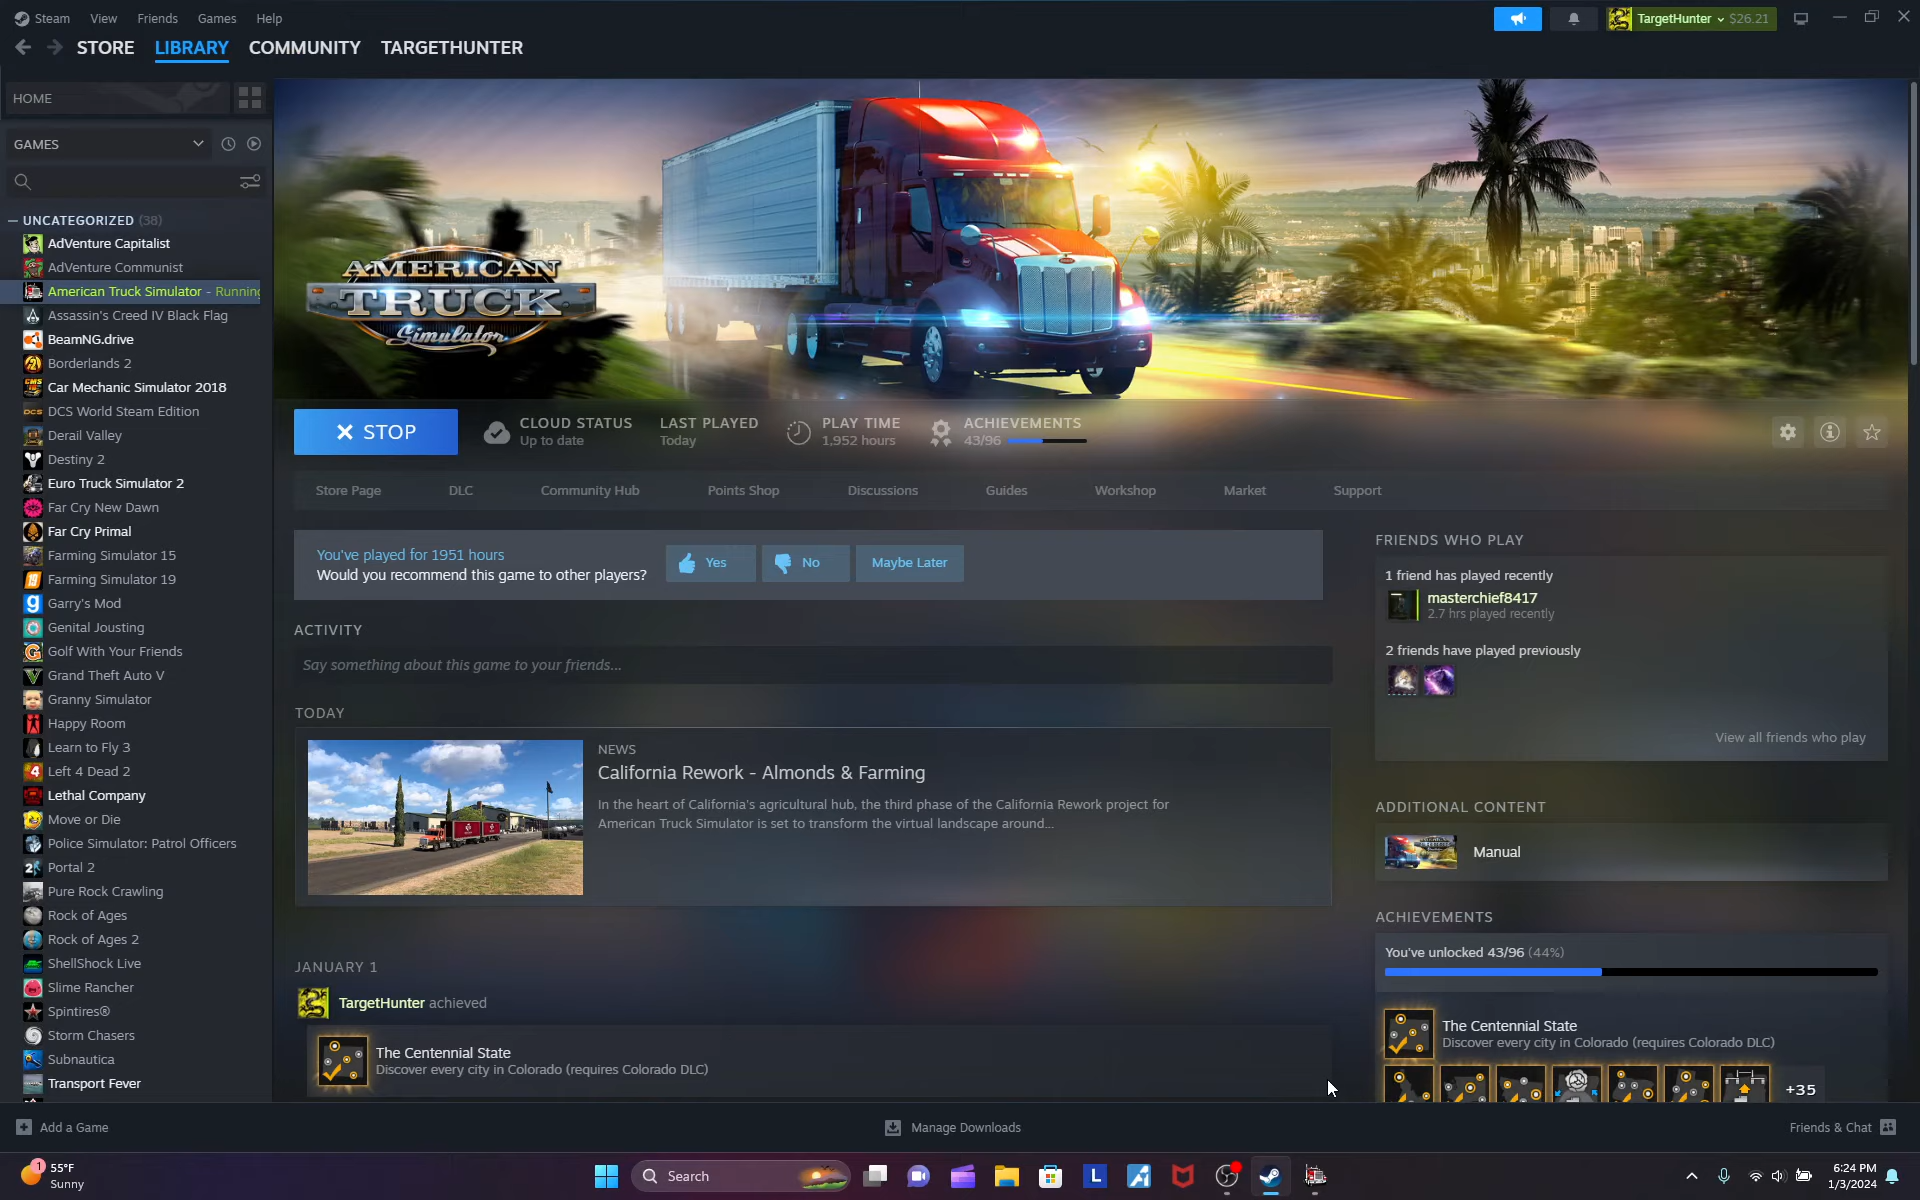 Steam View Friends Games Help
TargetHunter $26.21
STORE LIBRARY COMMUNITY TARGETHUNTER
HOME
GAMES
UNCATEGORIZED (38)
AdVenture Capitalist
AdVenture Communist
American Truck Simulator - Running
Assassin's Creed IV Black Flag
BeamNG.drive
Borderlands 2
Car Mechanic Simulator 2018
DCS World Steam Edition
Derail Valley
Destiny 2
Euro Truck Simulator 2
Far Cry New Dawn
Far Cry Primal
Farming Simulator 15
Farming Simulator 19
Garry's Mod
Genital Jousting
Golf With Your Friends
Grand Theft Auto V
Granny Simulator
Happy Room
Learn to Fly 3
Left 4 Dead 2
Lethal Company
Move or Die
Police Simulator: Patrol Officers
Portal 2
Pure Rock Crawling
Rock of Ages
Rock of Ages 2
ShellShock Live
Slime Rancher
Spintires®
Storm Chasers
Subnautica
Transport Fever
AMERICAN
TRUCK
Simulator
STOP
CLOUD STATUS
Up to date
LAST PLAYED
Today
PLAY TIME
1,952 hours
ACHIEVEMENTS
43/96
Store Page DLC Community Hub Points Shop Discussions Guides Workshop Market Support
You've played for 1951 hours
Would you recommend this game to other players?
Yes No Maybe Later
ACTIVITY
Say something about this game to your friends...
TODAY
NEWS
California Rework - Almonds & Farming
In the heart of California's agricultural hub, the third phase of the California Rework project for
American Truck Simulator is set to transform the virtual landscape around...
JANUARY 1
TargetHunter achieved
The Centennial State
Discover every city in Colorado (requires Colorado DLC)
FRIENDS WHO PLAY
1 friend has played recently
masterchief8417
2.7 hrs played recently
2 friends have played previously
View all friends who play
ADDITIONAL CONTENT
Manual
ACHIEVEMENTS
You've unlocked 43/96 (44%)
The Centennial State
Discover every city in Colorado (requires Colorado DLC)
+35
Add a Game
Manage Downloads
Friends & Chat
1
55°F
Sunny
Search
6:24 PM
1/3/2024